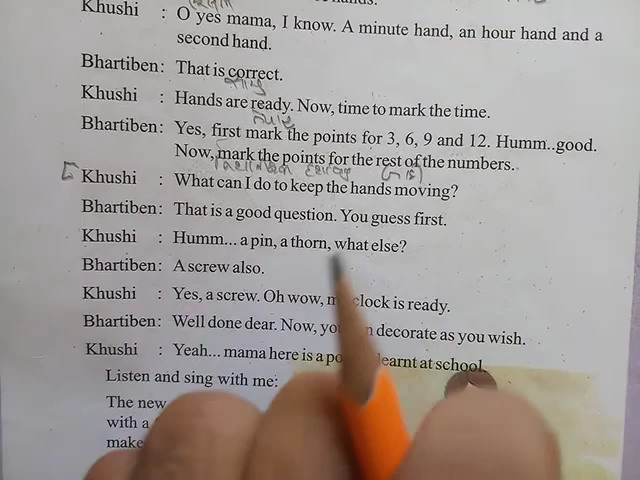 Khushi : O yes mama, I know. A minute hand, an hour hand and a
second hand.
Bhartiben: That is correct.
Khushi : Hands are ready. Now, time to mark the time.
Bhartiben: Yes, first mark the points for 3, 6, 9 and 12. Humm..good.
Now, mark the points for the rest of the numbers.
Khushi : What can I do to keep the hands moving?
Bhartiben: That is a good question. You guess first.
Khushi : Humm... a pin, a thorn, what else?
Bhartiben: A screw also.
Khushi : Yes, a screw. Oh wow, clock is ready.
Bhartiben: Well done dear. Now, decorate as you wish.
Khushi : Yeah... mama here is a learnt at school.
Listen and sing with me:
The new
with a
make